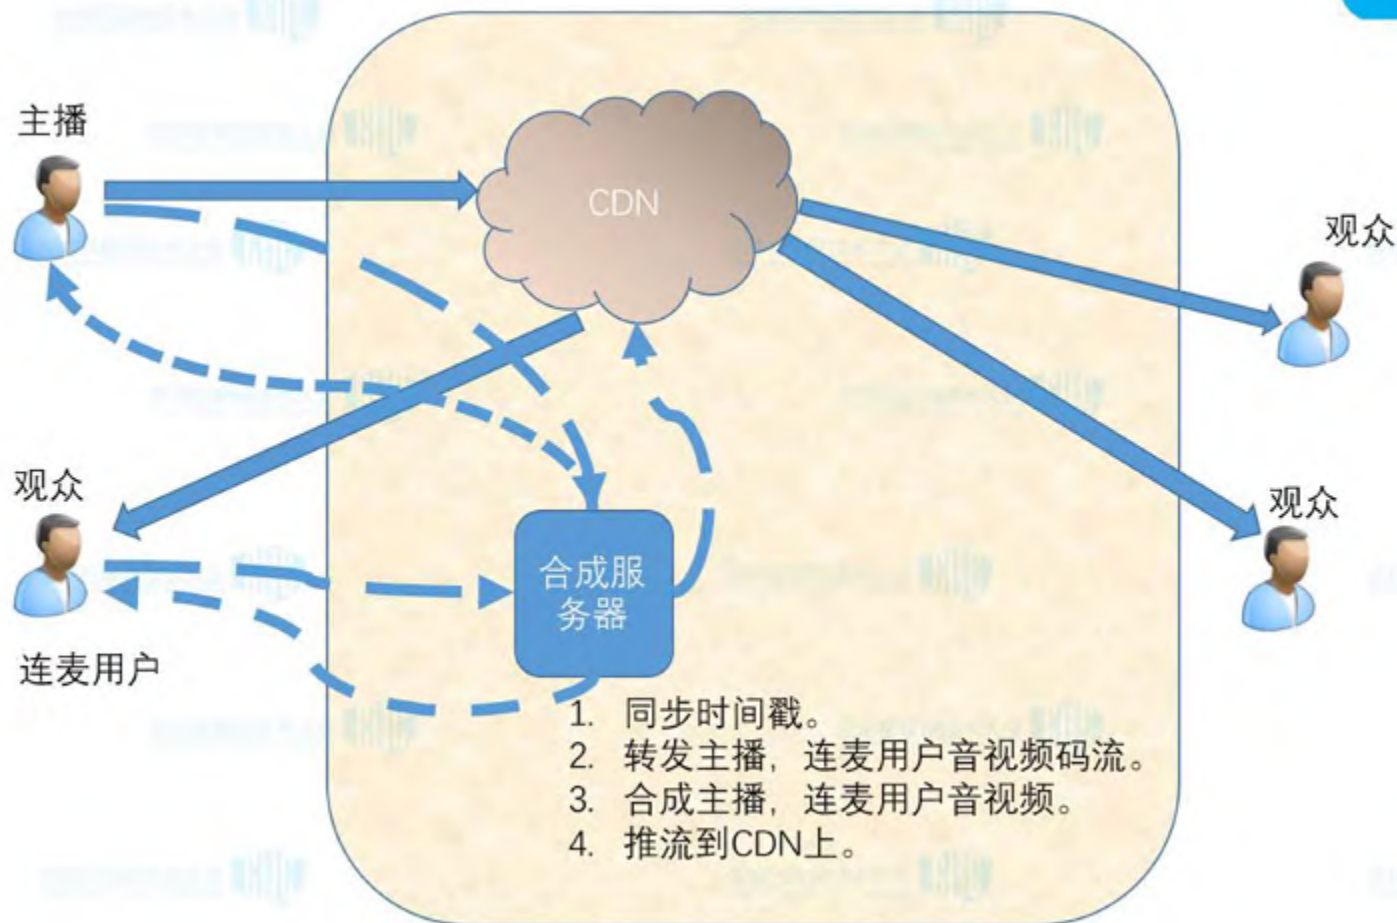 主播
CDN
观众
观众
观众
合成服
务器
连麦用户
1. 同步时间戳。
2. 转发主播，连麦用户音视频码流。
3. 合成主播，连麦用户音视频。
4. 推流到CDN上。